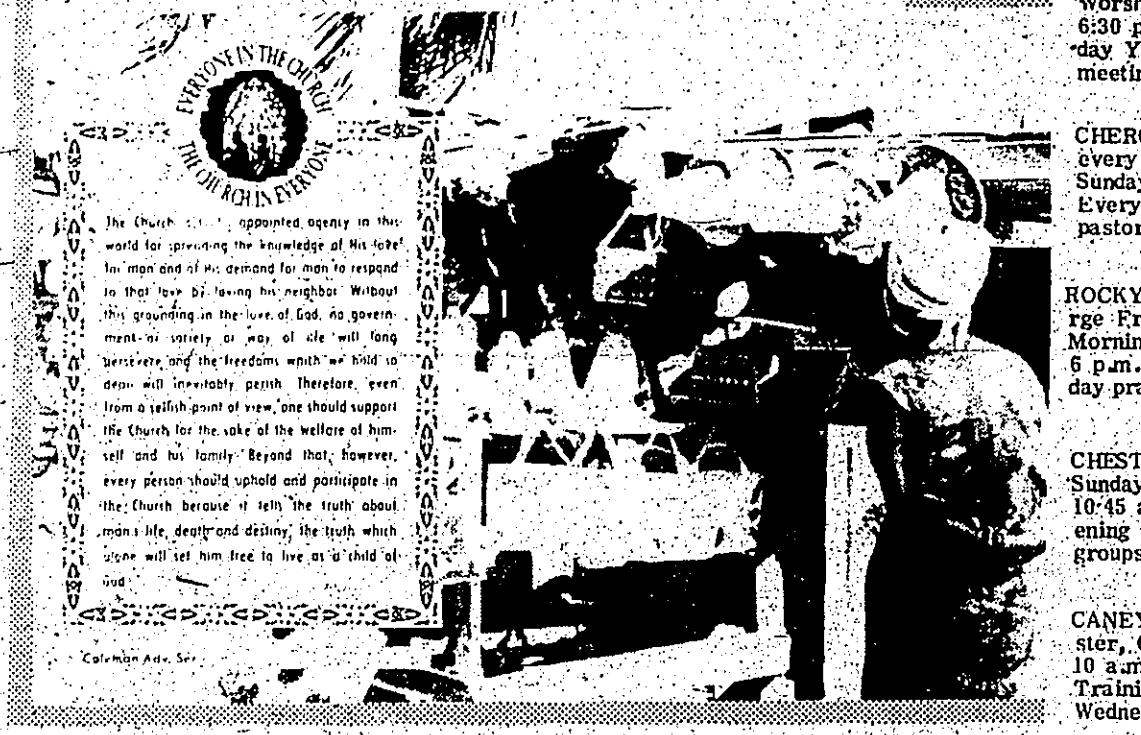 EVERYONE IN THE CHURCH
THE CHURCH IN EVERYONE
The Church is appointed agency in this
world for spreading the knowledge of His love
for man and of His demand for man to respond
to that love by loving his neighbor. Without
this grounding in the love of God, no govern-
ment or society or way of life will long
persevere and the freedoms which we hold so
dear will inevitably perish. Therefore, even
from a selfish point of view, one should support
the Church for the sake of the welfare of him-
self and his family. Beyond that, however,
every person should uphold and participate in
the Church because it tells the truth about
man's life, death and destiny, the truth which
alone will set him free to live as a child of
God
Coleman Adv. Ser.
Worsh
6:30 p
day Y
meetin
CHERO
every
Sunday
Every
pastor
ROCKY
rge Fr
Mornin
6 p.m.
day pra
CHEST
Sunday
10:45 a
ening
groups
CANEY
ster,
10 a.m
Traini
Wedne